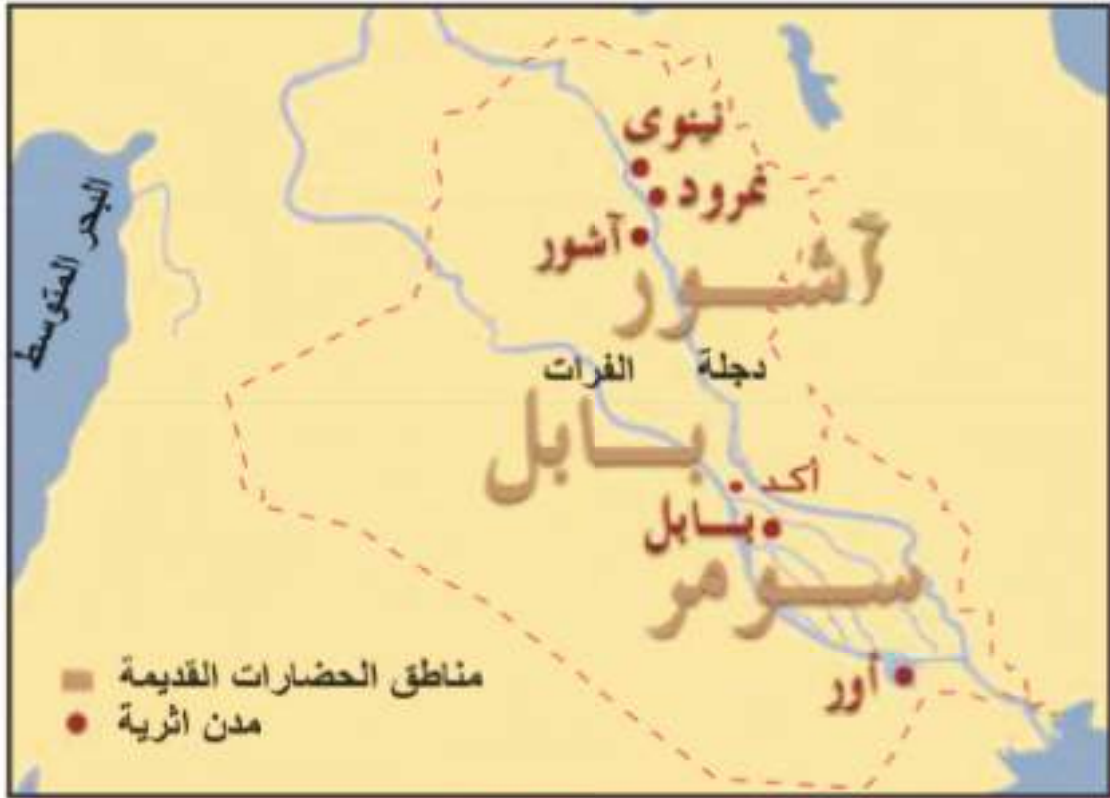 نينوى
نمرود
آشور
آشور
البحر المتوسط
دجلة
الفرات
بابل
أكد
بابل
سومر
أور
مناطق الحضارات القديمة
مدن اثرية